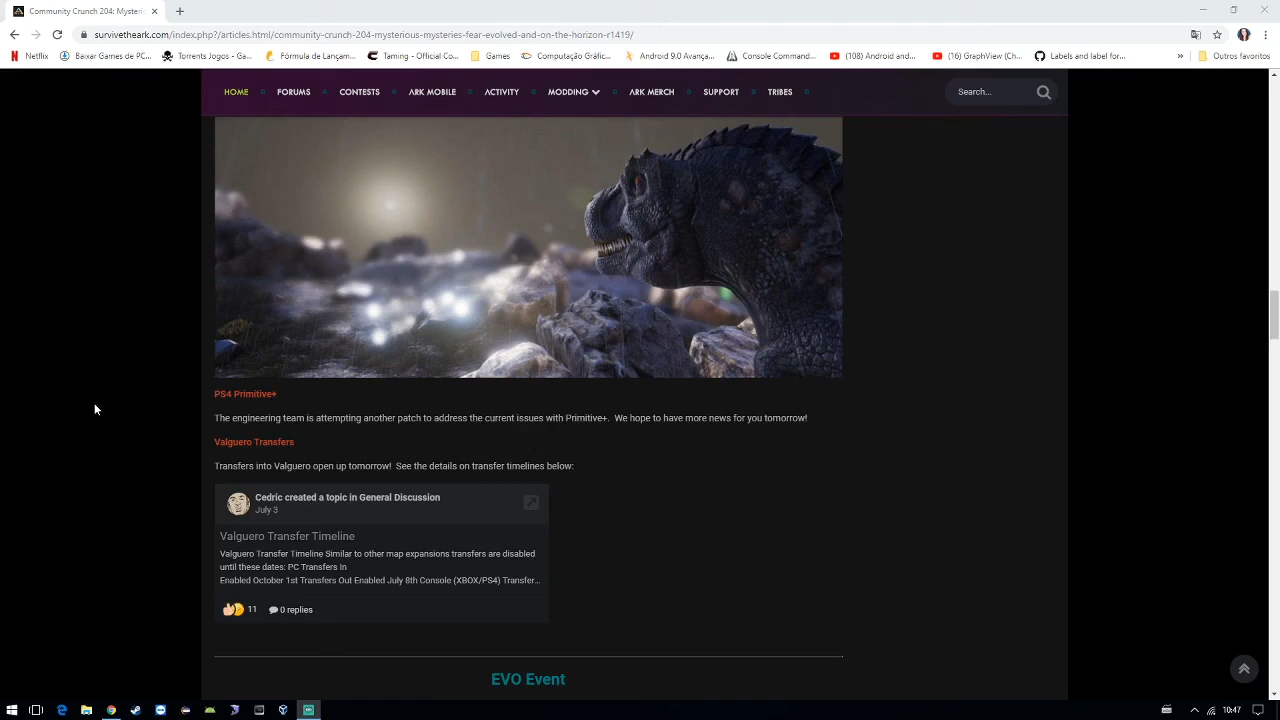 Community Crunch 204: Mysteri
survivetheark.com/index.php?/articles.html/community-crunch-204-mysterious-mysteries-fear-evolved-and-on-the-horizon-r1419/
Netflix
Baixar Games de PC...
Torrents Jogos - Ga...
Fórmula de Lançam...
Taming - Official Co...
Games
Android 9.0 Avança...
Console Command...
(108) Android and...
(16) GraphView (Ch...
Labels and label for...
»
Outros favoritos
HOME
FORUMS
CONTESTS
ARK MOBILE
ACTIVITY
MODDING
ARK MERCH
SUPPORT
TRIBES
Search...
PS4 Primitive+
The engineering team is attempting another patch to address the current issues with Primitive+. We hope to have more news for you tomorrow!
Valguero Transfers
Transfers into Valguero open up tomorrow! See the details on transfer timelines below:
Cedric created a topic in General Discussion
July 3
Valguero Transfer Timeline
Valguero Transfer Timeline Similar to other map expansions transfers are disabled
until these dates: PC Transfers In
Enabled October 1st Transfers Out Enabled July 8th Console (XBOX/PS4) Transfer...
11
0 replies
EVO Event
10:47